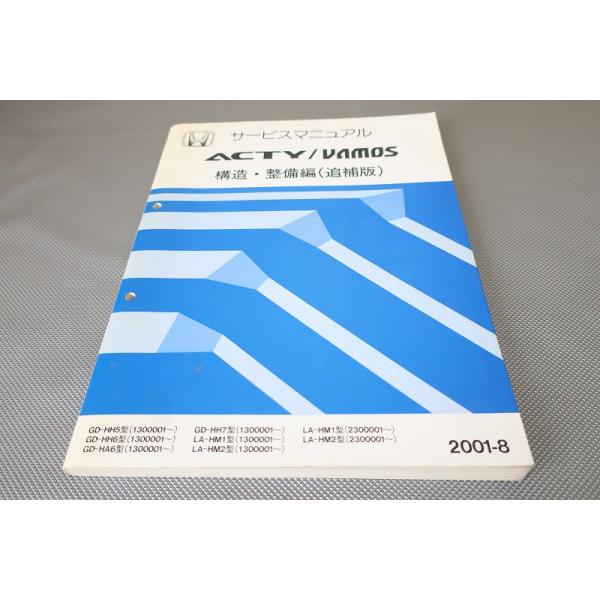 サービスマニュアル
ACTY/VAMOS
構造・整備編(追補版)
GD-HH5型(1300001～) GD-HH7型(1300001～) LA-HM1型(2300001～)
GD-HH6型(1300001～) LA-HM1型(1300001～) LA-HM2型(2300001～)
GD-HA6型(1300001～) LA-HM2型(1300001～)
2001-8